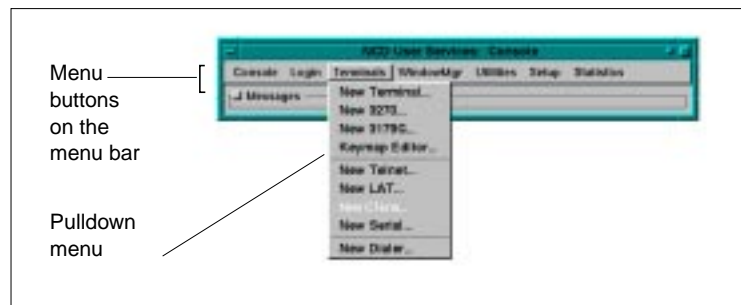 NCD User Services: Console
Menu
buttons
on the
menu bar
Console Login Terminals WindowMgr Utilities Setup Statistics
Messages
New Terminal...
New 3270...
New 3179G...
Keymap Editor...
New Telnet...
New LAT...
New Serial...
New Dialer...
Pulldown
menu